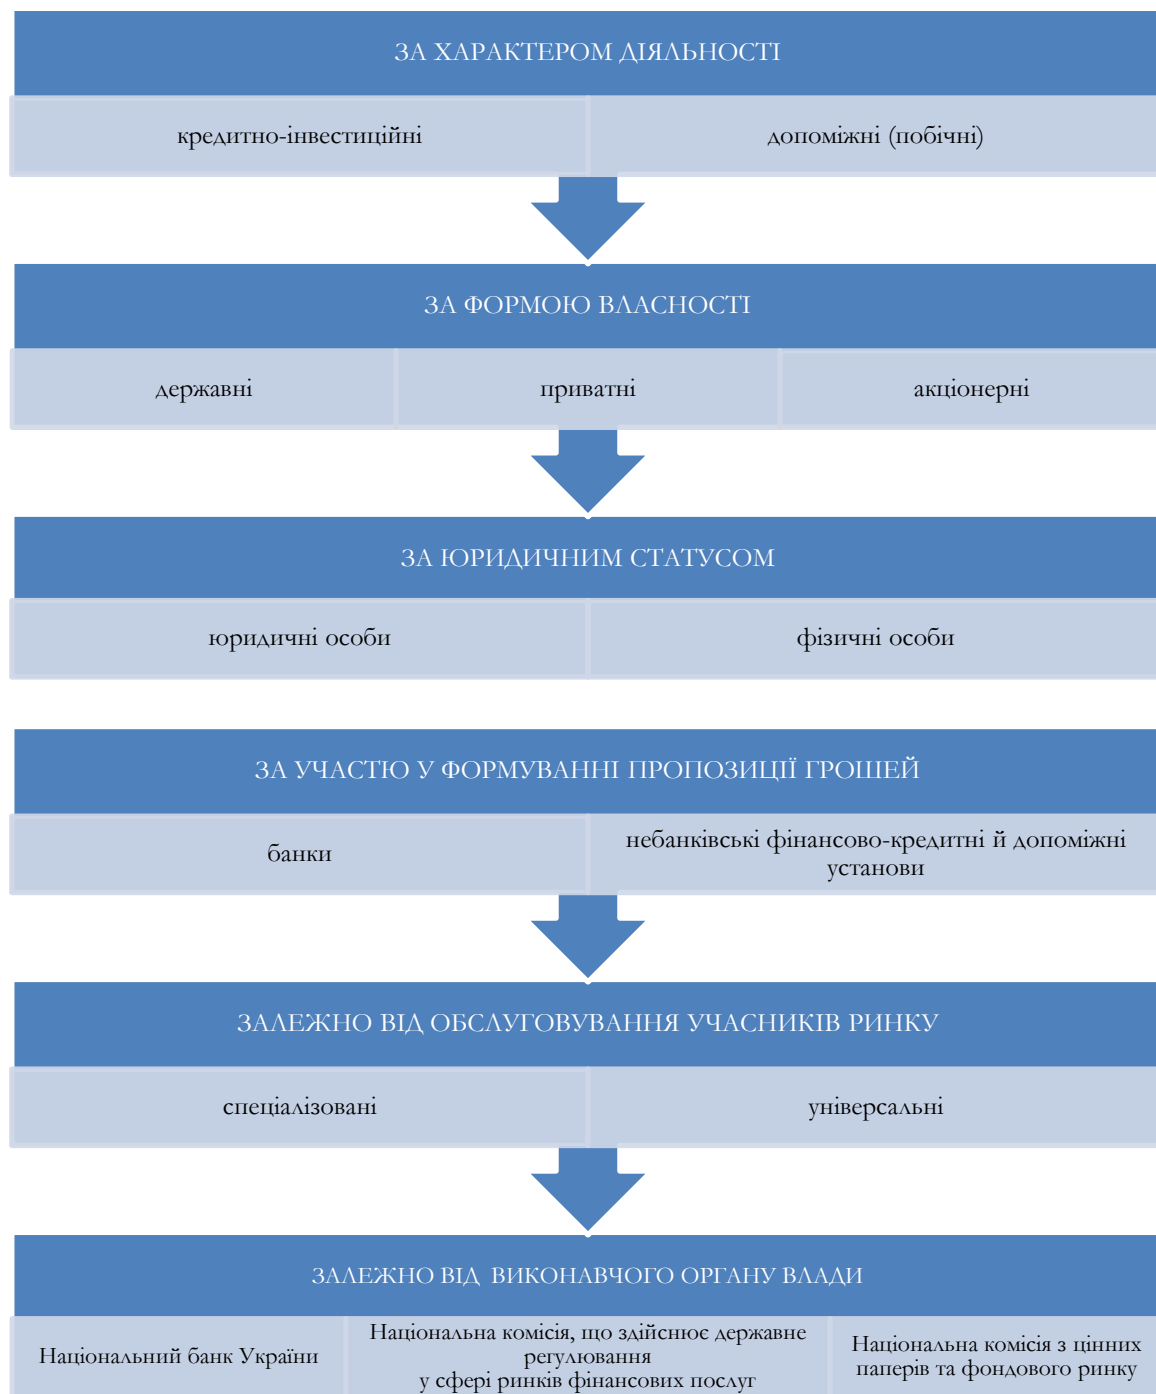 ЗА ХАРАКТЕРОМ ДІЯЛЬНОСТІ
кредитно-інвестиційні
допоміжні (побічні)
ЗА ФОРМОЮ ВЛАСНОСТІ
державні
приватні
акціонерні
ЗА ЮРИДИЧНИМ СТАТУСОМ
юридичні особи
фізичні особи
ЗА УЧАСТЮ У ФОРМУВАННІ ПРОПОЗИЦІЇ ГРОШЕЙ
банки
небанківські фінансово-кредитні й допоміжні
установи
ЗАЛЕЖНО ВІД ОБСЛУГОВУВАННЯ УЧАСНИКІВ РИНКУ
спеціалізовані
універсальні
ЗАЛЕЖНО ВІД ВИКОНАВЧОГО ОРГАНУ ВЛАДИ
Національний банк України
Національна комісія, що здійснює державне
регулювання
у сфері ринків фінансових послуг
Національна комісія з цінних
паперів та фондового ринку